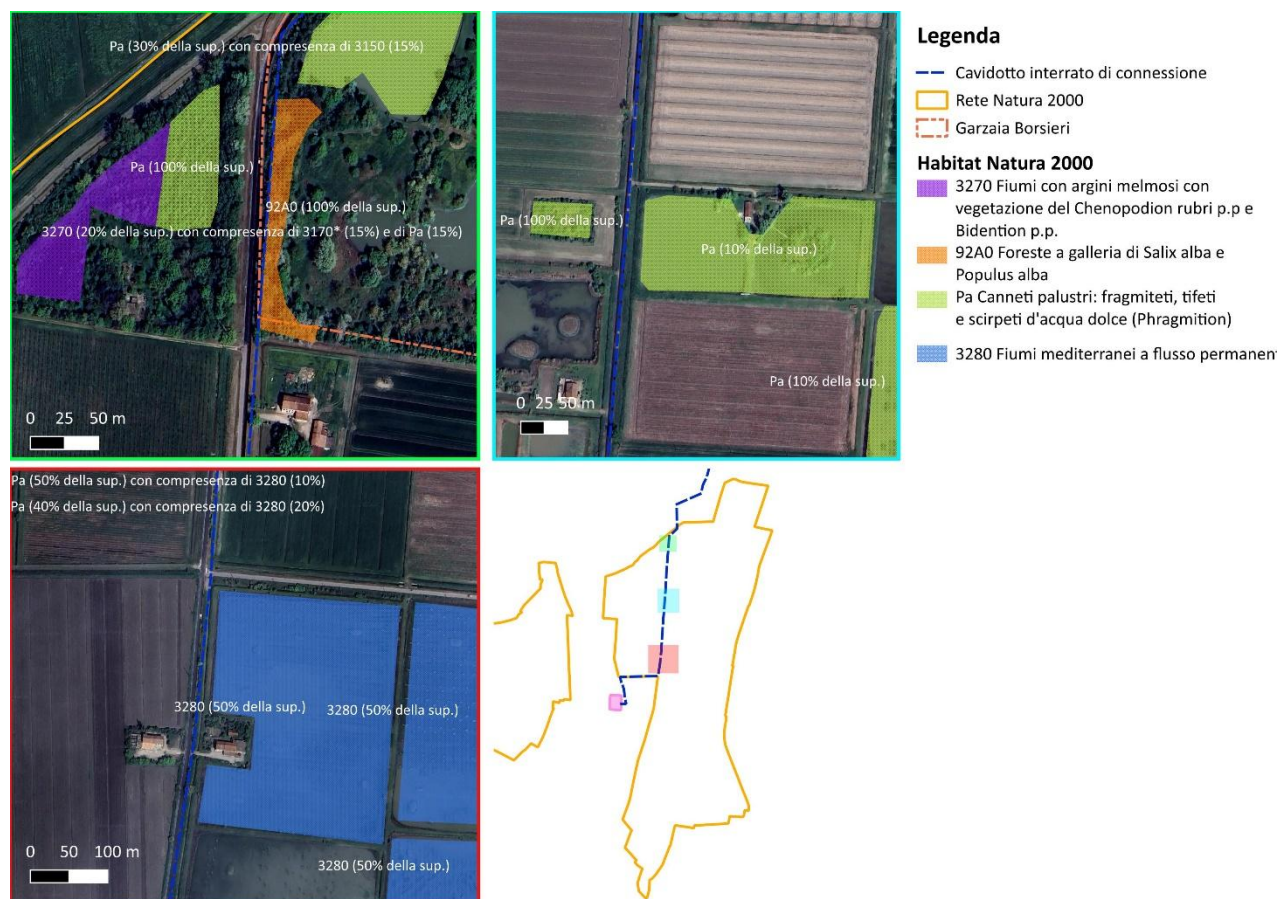 Pa (30% della sup.) con compresenza di 3150 (15%)
Pa (100% della sup.)
92A0 (100% della sup.)
3270 (20% della sup.) con compresenza di 3170* (15%) e di Pa (15%)
0 25 50 m
Pa (100% della sup.)
Pa (10% della sup.)
Pa (10% della sup.)
0 25 50 m
Legenda
Cavidotto interrato di connessione
Rete Natura 2000
Garzaia Borsieri
Habitat Natura 2000
3270 Fiumi con argini melmosi con
vegetazione del Chenopodion rubri p.p e
Bidention p.p.
92A0 Foreste a galleria di Salix alba e
Populus alba
Pa Canneti palustri: fragmiteti, tifeti
e scirpeti d'acqua dolce (Phragmition)
3280 Fiumi mediterranei a flusso permanent
Pa (50% della sup.) con compresenza di 3280 (10%)
Pa (40% della sup.) con compresenza di 3280 (20%)
3280 (50% della sup.)
3280 (50% della sup.)
3280 (50% della sup.)
0 50 100 m